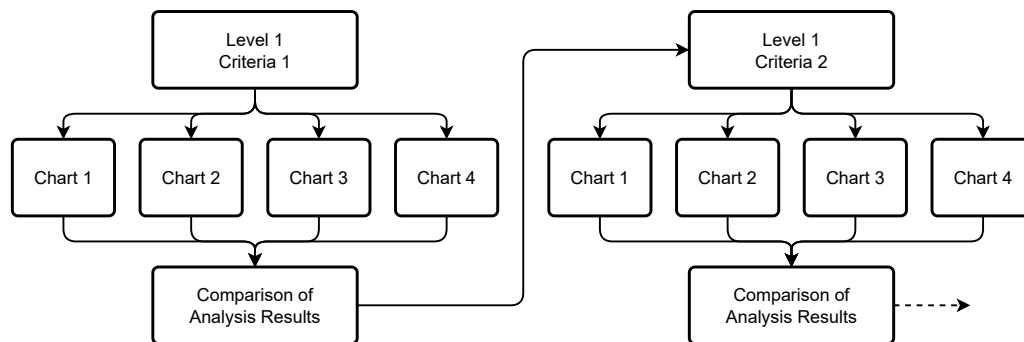 Level 1
Criteria 1
Chart 1
Chart 2
Chart 3
Chart 4
Comparison of
Analysis Results
Level 1
Criteria 2
Chart 1
Chart 2
Chart 3
Chart 4
Comparison of
Analysis Results